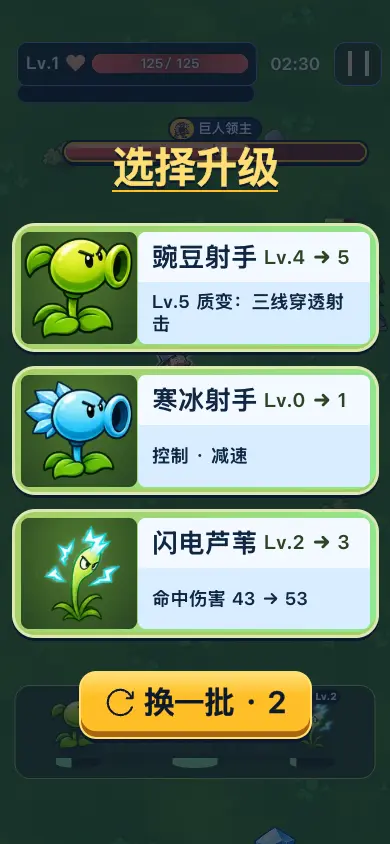 Lv.1
125/ 125
02:30
巨人领主
选择升级
豌豆射手 Lv.4 → 5
Lv.5 质变：三线穿透射
击
寒冰射手 Lv.0 → 1
控制 · 减速
闪电芦苇 Lv.2 → 3
命中伤害 43 → 53
Lv.2
换一批 · 2